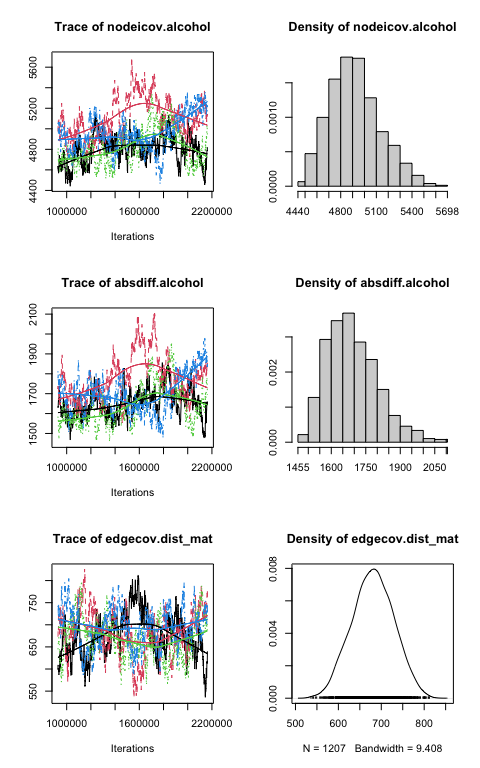 Trace of nodeicov.alcohol
Density of nodeicov.alcohol
4400 4800 5200 5600
0.0000 0.0010
1000000 1600000 2200000
4440 4800 5100 5400 5698
Iterations
Trace of absdiff.alcohol
Density of absdiff.alcohol
1500 1700 1900 2100
0.000 0.002
1000000 1600000 2200000
1455 1600 1750 1900 2050
Iterations
Trace of edgecov.dist_mat
Density of edgecov.dist_mat
550 650 750
0.000 0.004 0.008
1000000 1600000 2200000
500 600 700 800
Iterations
N = 1207 Bandwidth = 9.408